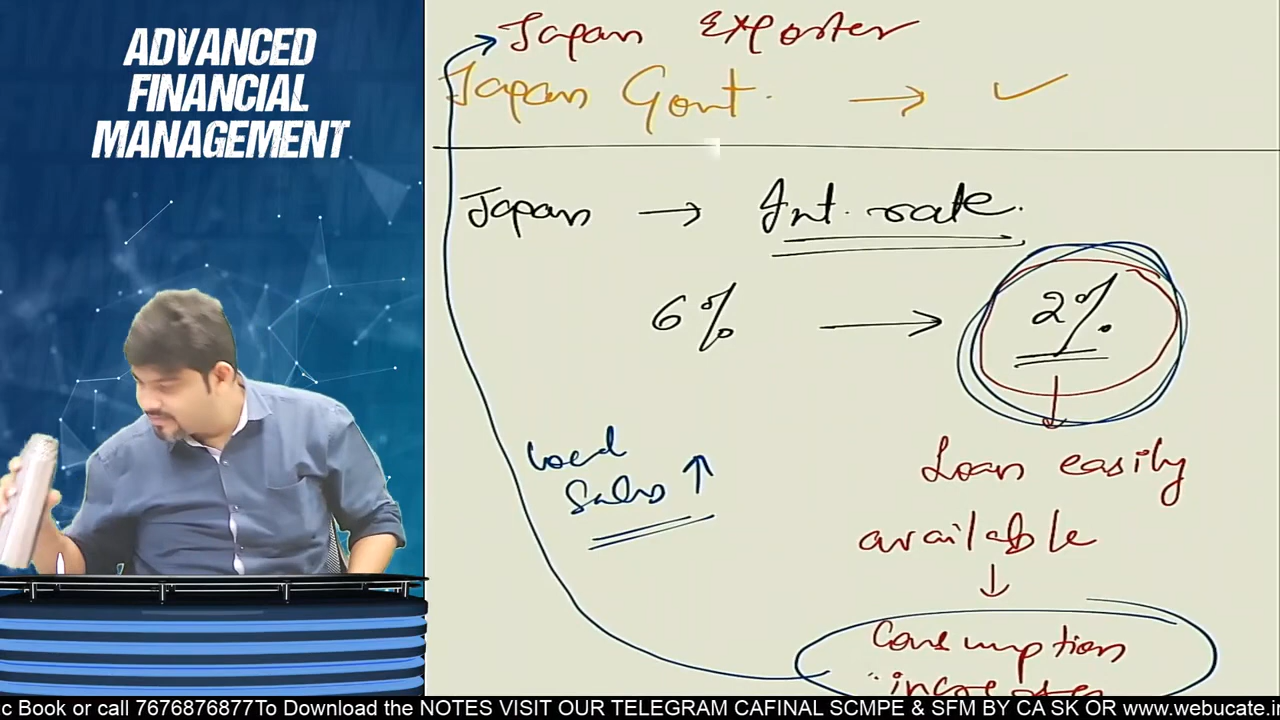 ADVANCED
FINANCIAL
MANAGEMENT
Japan Exporter
Japan Govt. → ✓
Japan → Int. rate.
6% → 2%
Loan easily
available
Local
Sales ↑
Consumption
increases
c Book or call 7676876877To Download the NOTES VISIT OUR TELEGRAM CAFINAL SCMPE & SFM BY CA SK OR www.webucate.i